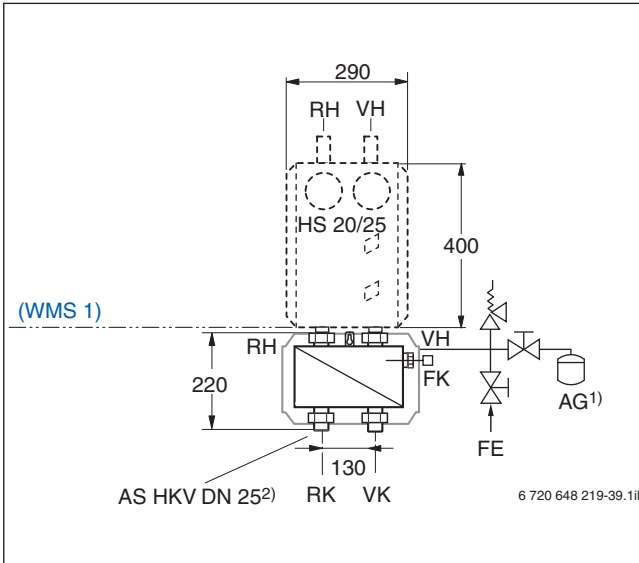 290
RH VH
HS 20/25
400
(WMS 1)
RH VH
220
FK
AG1)
FE
130
AS HKV DN 252)
RK VK
6 720 648 219-39.1il